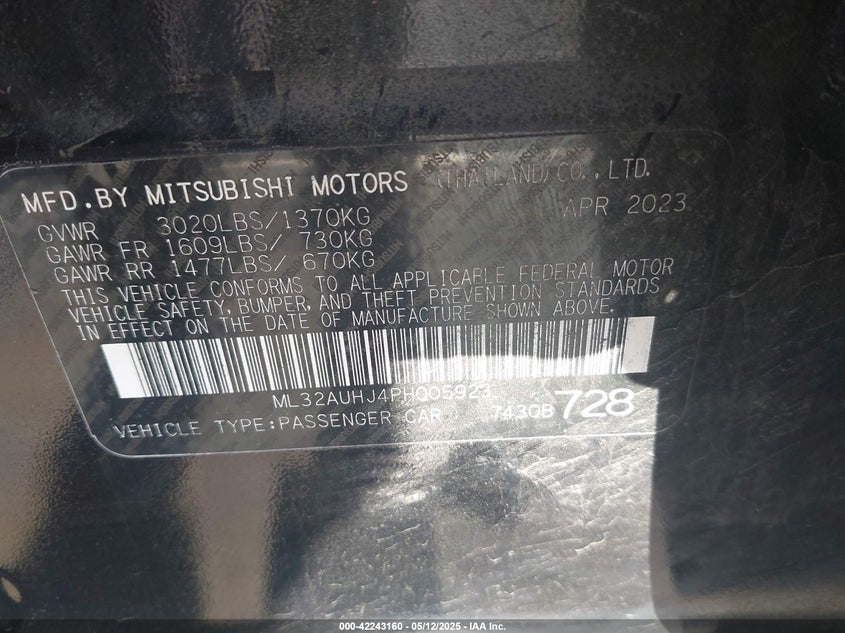 MFD.BY MITSUBISHI MOTORS (THAILAND) CO.,LTD.
GVWR 3020LBS/1370KG APR 2023
GAWR FR 1609LBS/ 730KG
GAWR RR 1477LBS/ 670KG
THIS VEHICLE CONFORMS TO ALL APPLICABLE FEDERAL MOTOR
VEHICLE SAFETY, BUMPER, AND THEFT PREVENTION STANDARDS
IN EFFECT ON THE DATE OF MANUFACTURE SHOWN ABOVE.
ML32AUHJ4PH005923
VEHICLE TYPE:PASSENGER CAR 7430B 728
000-42243160 - 05/12/2025 - IAA Inc.